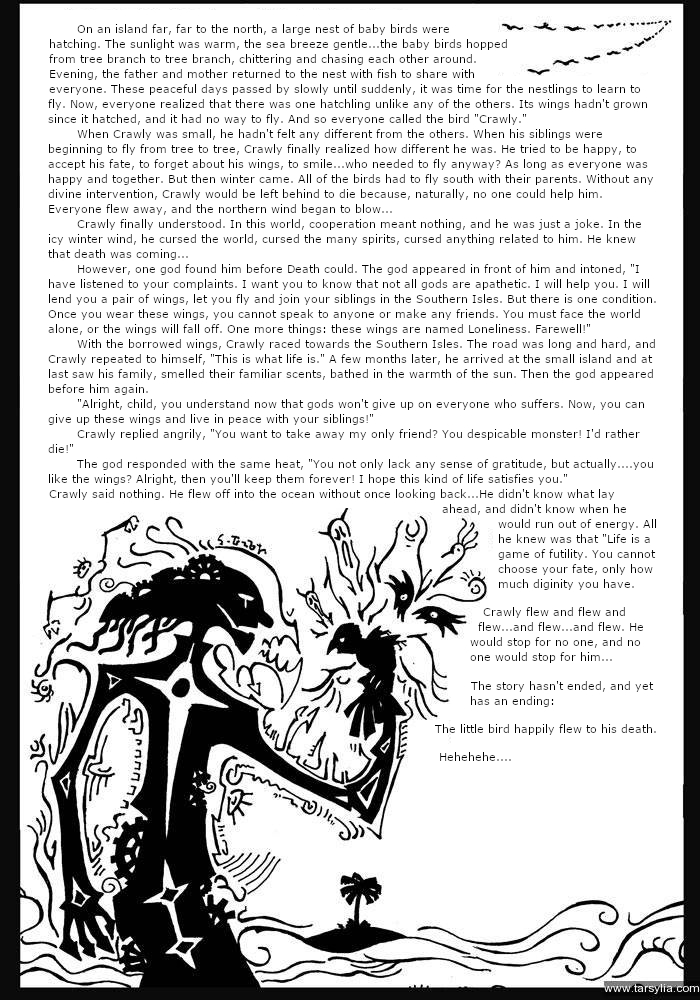 On an island far, far to the north, a large nest of baby birds were
hatching. The sunlight was warm, the sea breeze gentle...the baby birds hopped
from tree branch to tree branch, chittering and chasing each other around.
Evening, the father and mother returned to the nest with fish to share with
everyone. These peaceful days passed by slowly until suddenly, it was time for the nestlings to learn to
fly. Now, everyone realized that there was one hatchling unlike any of the others. Its wings hadn't grown
since it hatched, and it had no way to fly. And so everyone called the bird "Crawly."
When Crawly was small, he hadn't felt any different from the others. When his siblings were
beginning to fly from tree to tree, Crawly finally realized how different he was. He tried to be happy, to
accept his fate, to forget about his wings, to smile...who needed to fly anyway? As long as everyone was
happy and together. But then winter came. All of the birds had to fly south with their parents. Without any
divine intervention, Crawly would be left behind to die because, naturally, no one could help him.
Everyone flew away, and the northern wind began to blow...
Crawly finally understood. In this world, cooperation meant nothing, and he was just a joke. In the
icy winter wind, he cursed the world, cursed the many spirits, cursed anything related to him. He knew
that death was coming...
However, one god found him before Death could. The god appeared in front of him and intoned, "I
have listened to your complaints. I want you to know that not all gods are apathetic. I will help you. I will
lend you a pair of wings, let you fly and join your siblings in the Southern Isles. But there is one condition.
Once you wear these wings, you cannot speak to anyone or make any friends. You must face the world
alone, or the wings will fall off. One more things: these wings are named Loneliness. Farewell!"
With the borrowed wings, Crawly raced towards the Southern Isles. The road was long and hard, and
Crawly repeated to himself, "This is what life is." A few months later, he arrived at the small island and at
last saw his family, smelled their familiar scents, bathed in the warmth of the sun. Then the god appeared
before him again.
"Alright, child, you understand now that gods won't give up on everyone who suffers. Now, you can
give up these wings and live in peace with your siblings!"
Crawly replied angrily, "You want to take away my only friend? You despicable monster! I'd rather
die!"
The god responded with the same heat, "You not only lack any sense of gratitude, but actually....you
like the wings? Alright, then you'll keep them forever! I hope this kind of life satisfies you."
Crawly said nothing. He flew off into the ocean without once looking back...He didn't know what lay
ahead, and didn't know when he
would run out of energy. All
he knew was that "Life is a
game of futility. You cannot
choose your fate, only how
much diginity you have.
Crawly flew and flew and
flew...and flew...and flew. He
would stop for no one, and no
one would stop for him...
The story hasn't ended, and yet
has an ending:
The little bird happily flew to his death.
Hehehehe....
www.tarsylia.com